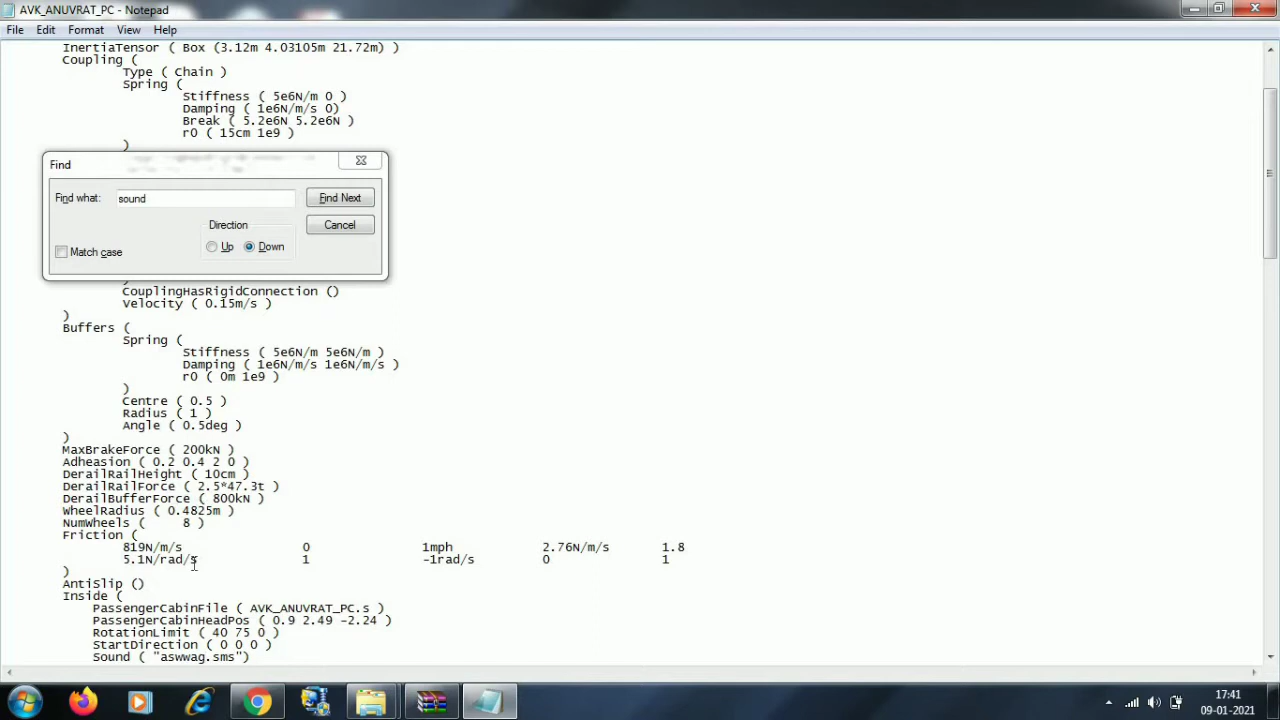 AVK_ANUVRAT_PC - Notepad
File Edit Format View Help
InertiaTensor ( Box (3.12m 4.03105m 21.72m) )
Coupling (
Type ( Chain )
Spring (
Stiffness ( 5e6N/m 0 )
Damping ( 1e6N/m/s 0)
Break ( 5.2e6N 5.2e6N )
r0 ( 15cm 1e9 )
)
Find
Find what: sound
Find Next
Direction
Cancel
Up Down
Match case
CouplingHasRigidConnection ()
Velocity ( 0.15m/s )
)
Buffers (
Spring (
Stiffness ( 5e6N/m 5e6N/m )
Damping ( 1e6N/m/s 1e6N/m/s )
r0 ( 0m 1e9 )
)
Centre ( 0.5 )
Radius ( 1 )
Angle ( 0.5deg )
)
MaxBrakeForce ( 200kN )
Adheasion ( 0.2 0.4 2 0 )
DerailRailHeight ( 10cm )
DerailRailForce ( 2.5*47.3t )
DerailBufferForce ( 800kN )
WheelRadius ( 0.4825m )
NumWheels ( 8 )
Friction (
819N/m/s 0 1mph 2.76N/m/s 1.8
5.1N/rad/s 1 -1rad/s 0 1
)
AntiSlip ()
Inside (
PassengerCabinFile ( AVK_ANUVRAT_PC.s )
PassengerCabinHeadPos ( 0.9 2.49 -2.24 )
RotationLimit ( 40 75 0 )
StartDirection ( 0 0 0 )
Sound ( "aswwag.sms")
17:41
09-01-2021